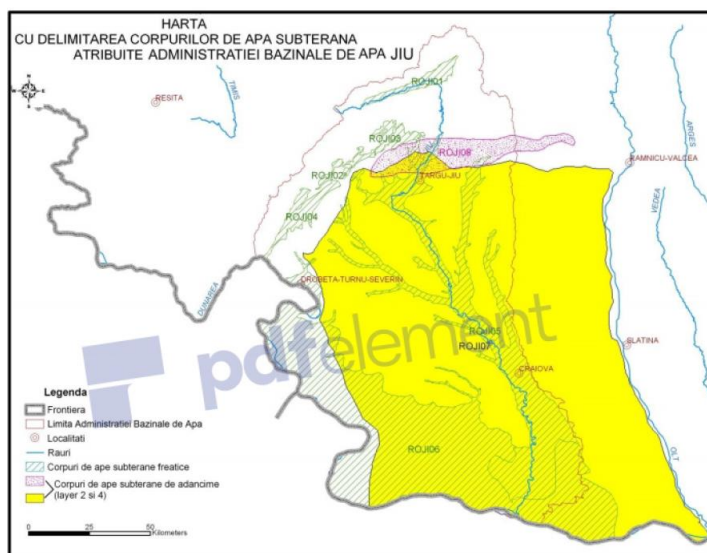 HARTA
CU DELIMITAREA CORPURILOR DE APA SUBTERANA
ATRIBUITE ADMINISTRATIEI BAZINALE DE APA JIU
TIMIS
RESITA
ROJI01
ARGES
ROJI03
ROJI08
RAMNICU-VALCEA
ROJI02
TARGU-JIU
VEDEA
ROJI04
DROBETA-TURNU-SEVERIN
DUNAREA
ROJI05
ROJI07
SLATINA
pdfelement
CRAIOVA
Legenda
Frontiera
Limita Administratiei Bazinale de Apa
Localitati
Rauri
Corpuri de ape subterane freatice
Corpuri de ape subterane de adancime
(layer 2 si 4)
ROJI06
OLT
0 25 50
Kilometers